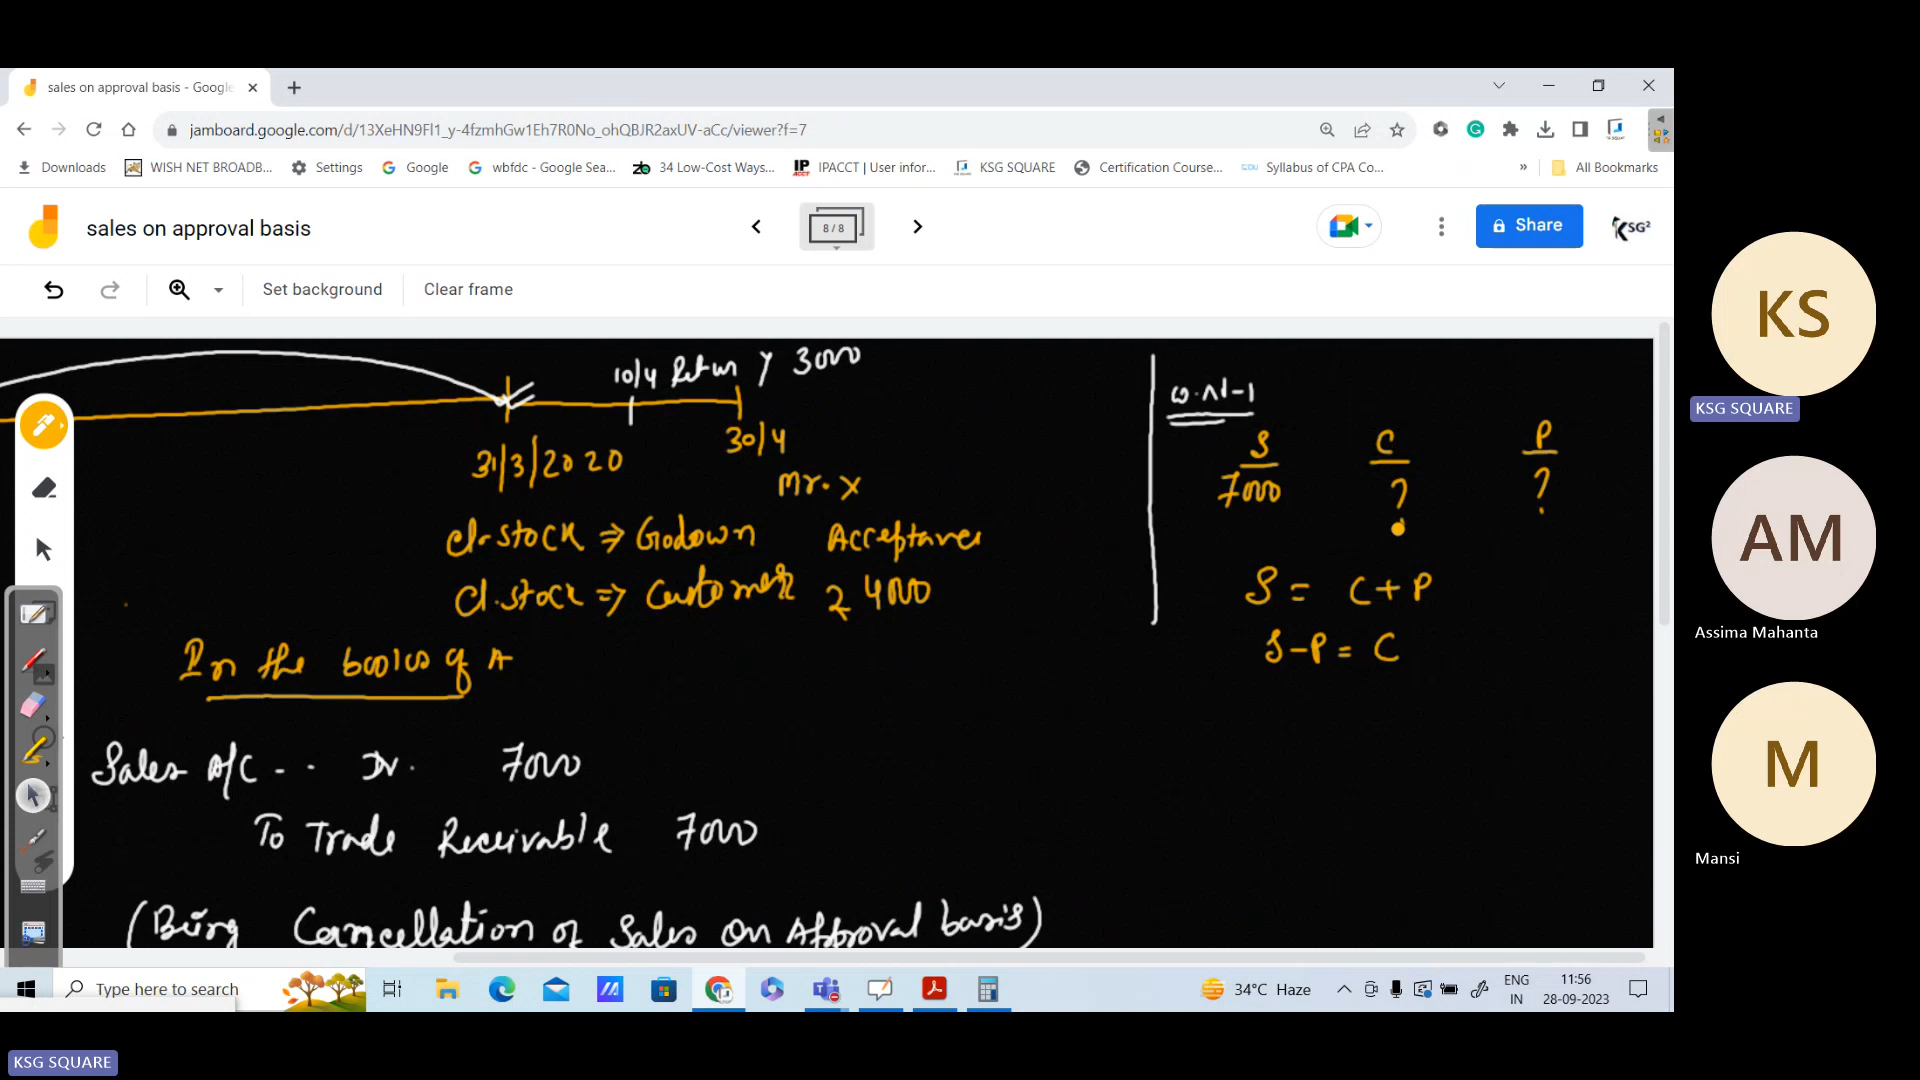 sales on approval basis - Google
jamboard.google.com/d/13XeHN9Fl1_y-4fzmhGw1Eh7R0No_ohQBJR2axUV-aCc/viewer?f=7
Downloads WISH NET BROADB... Settings Google wbfdc - Google Sea... 34 Low-Cost Ways... IPACCT | User infor... KSG SQUARE Certification Course... Syllabus of CPA Co... » All Bookmarks
sales on approval basis
8 / 8
Share
KSG²
Set background
Clear frame
10/4 Return 3000
31/3/2020
30/4
Mr. X
cl. stock ⇒ Godown Acceptance
cl. stock ⇒ Customer 4000
In the books of A
Sales A/C - - Dr. 7000
To Trade Receivable 7000
(Being Cancellation of Sales On Approval basis)
S C P
7000 ? ?
S = C + P
S - P = C
KS
KSG SQUARE
AM
Assima Mahanta
M
Mansi
Type here to search
34°C Haze
ENG
IN
11:56
28-09-2023
KSG SQUARE